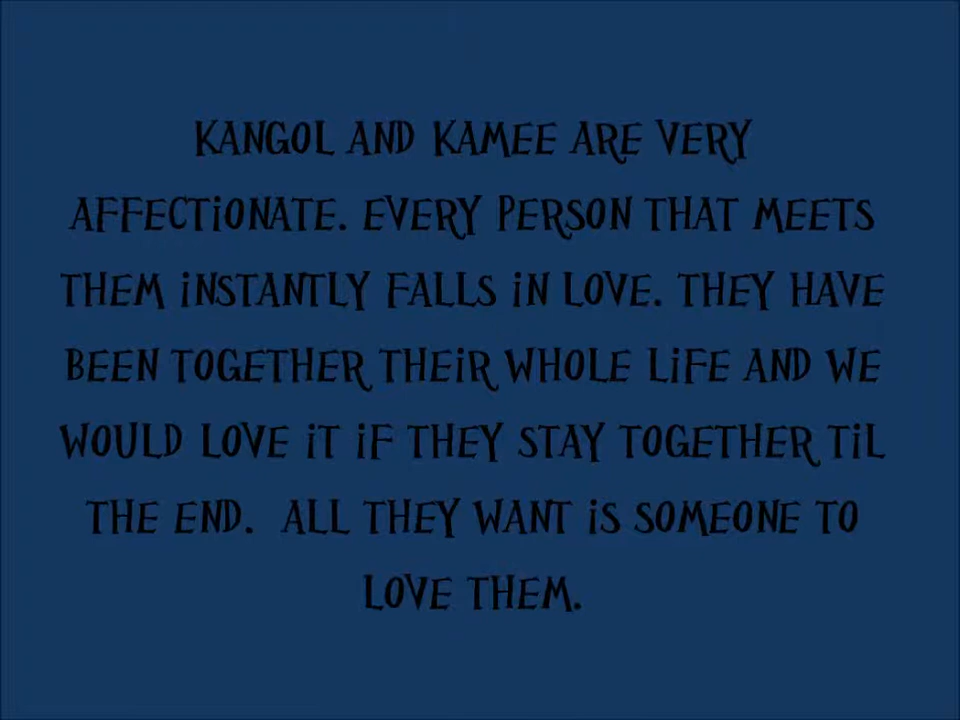 KANGOL AND KAMEE ARE VERY
AFFECTiONATE. EVERY PERSON THAT MEETS
THEM iNSTANTLY FALLS iN LOVE. THEY HAVE
BEEN TOGETHER THEiR WHOLE LiFE AND WE
WOULD LOVE iT iF THEY STAY TOGETHER TiL
THE END. ALL THEY WANT iS SOMEONE TO
LOVE THEM.